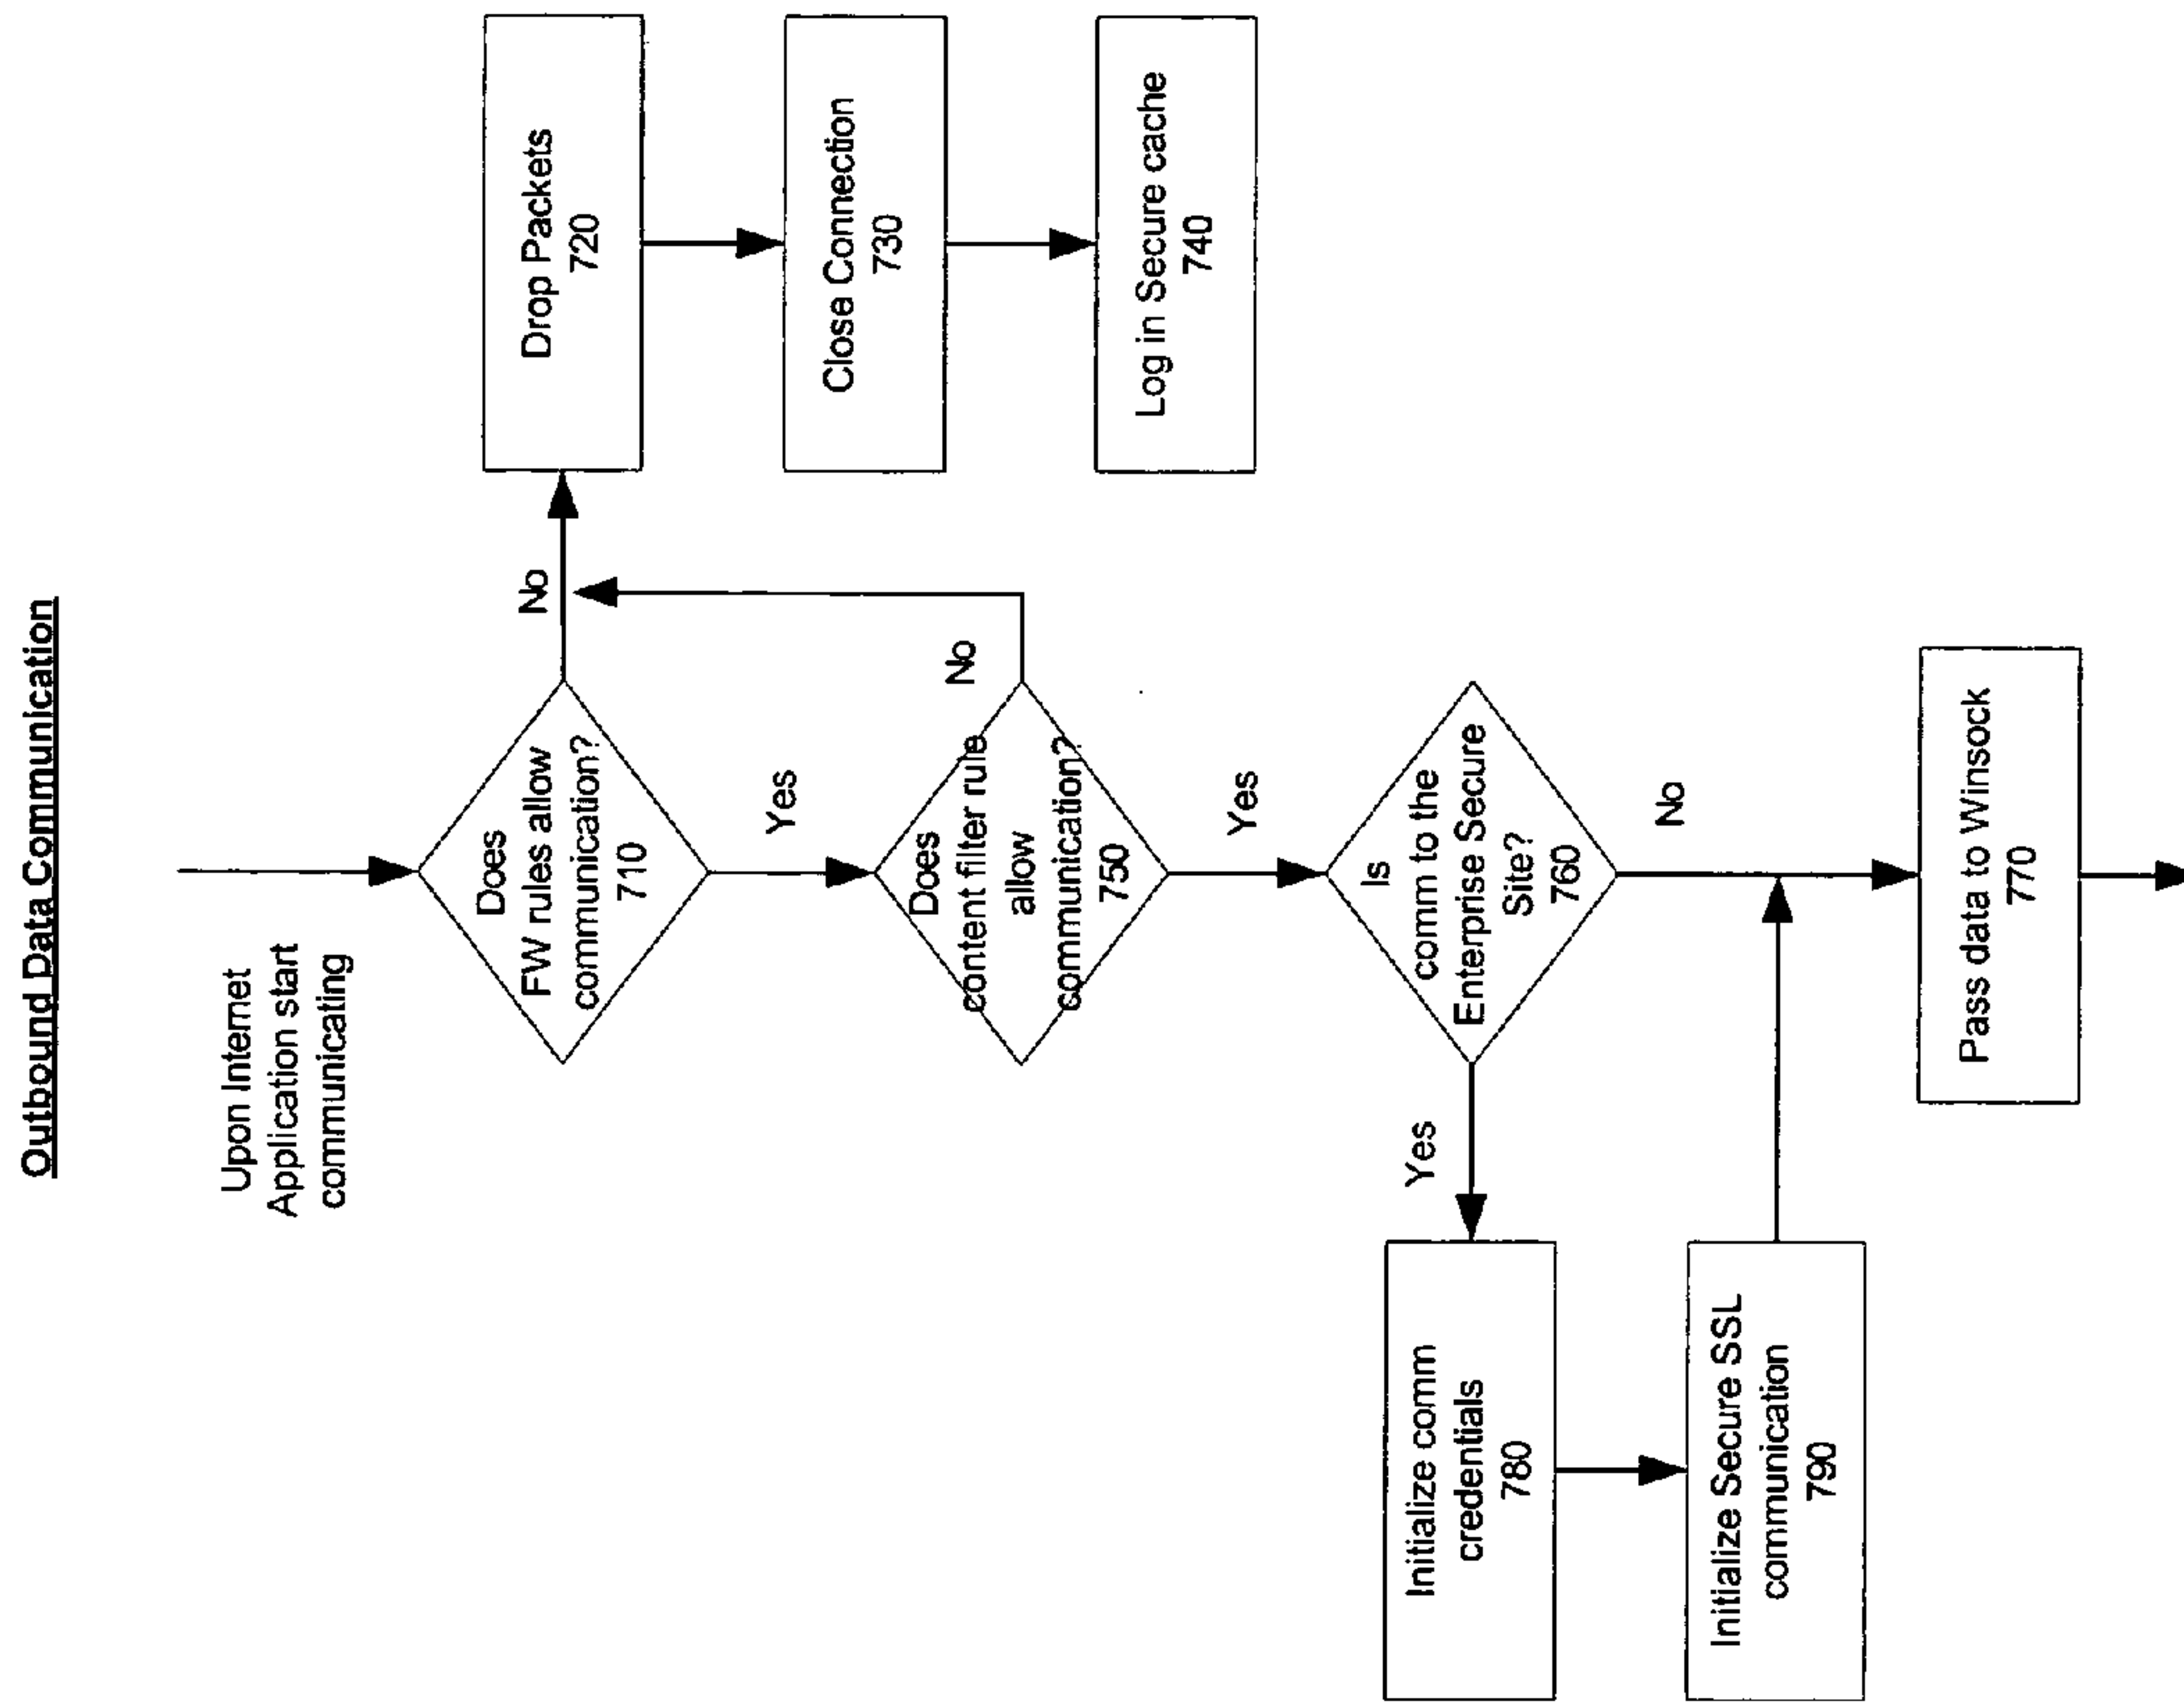 Outbound Data Communication
Upon Internet
Application start
communicating
Does
FW rules allow
communication?
710
No
Drop Packets
720
Close Connection
730
Log in Secure cache
740
Yes
Does
content filter rule
allow
communication?
750
No
Yes
Is
comm to the
Enterprise Secure
Site?
760
Yes
No
Initialize comm
credentials
780
Initialize Secure SSL
communication
790
Pass data to Winsock
770